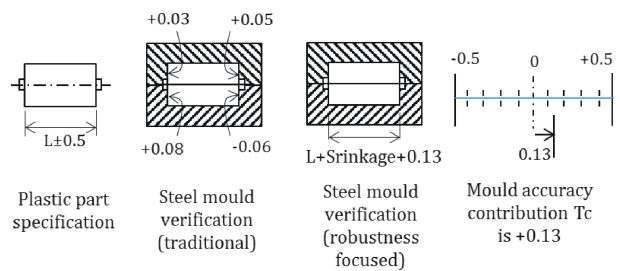 +0.03
+0.05
-0.5
0
+0.5
L±0.5
+0.08
-0.06
L+Srinkage+0.13
0.13
Plastic part
specification
Steel mould
verification
(traditional)
Steel mould
verification
(robustness
focused)
Mould accuracy
contribution Tc
is +0.13